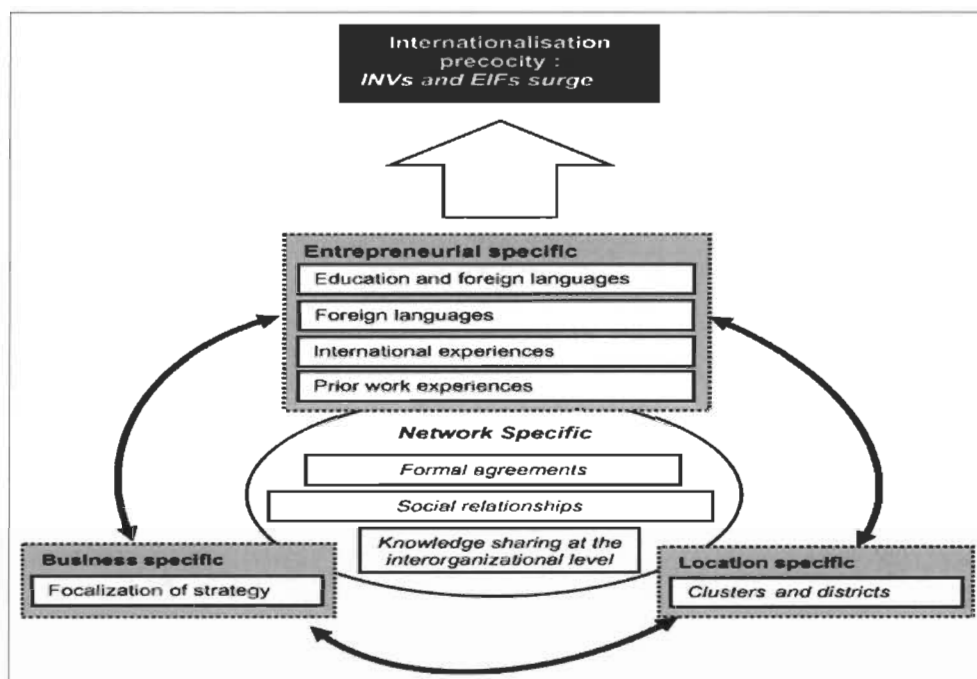 Internationalisation
precocity :
INVs and EIFs surge
Entrepreneurial specific
Education and foreign languages
Foreign languages
International experiences
Prior work experiences
Network Specific
Formal agreements
Social relationships
Knowledge sharing at the
interorganizational level
Business specific
Focalization of strategy
Location specific
Clusters and districts